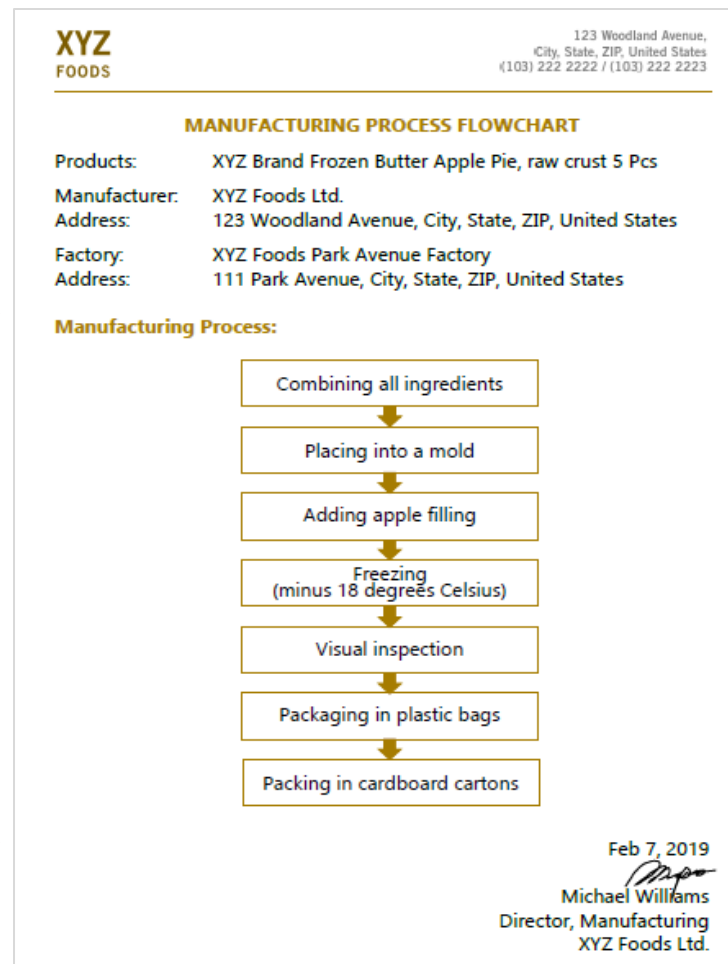 XYZ
FOODS
123 Woodland Avenue,
City, State, ZIP, United States
(103) 222 2222 / (103) 222 2223
MANUFACTURING PROCESS FLOWCHART
Products: XYZ Brand Frozen Butter Apple Pie, raw crust 5 Pcs
Manufacturer: XYZ Foods Ltd.
Address: 123 Woodland Avenue, City, State, ZIP, United States
Factory: XYZ Foods Park Avenue Factory
Address: 111 Park Avenue, City, State, ZIP, United States
Manufacturing Process:
Combining all ingredients
Placing into a mold
Adding apple filling
Freezing
(minus 18 degrees Celsius)
Visual inspection
Packaging in plastic bags
Packing in cardboard cartons
Feb 7, 2019
Michael Williams
Director, Manufacturing
XYZ Foods Ltd.